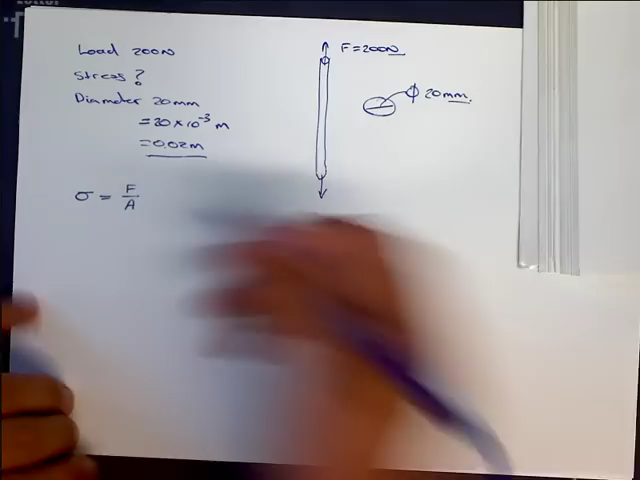 Load 200N
Stress?
Diameter 20mm
= 20×10⁻³ m
= 0.02m
σ = F/A
F=200N
ϕ 20mm.